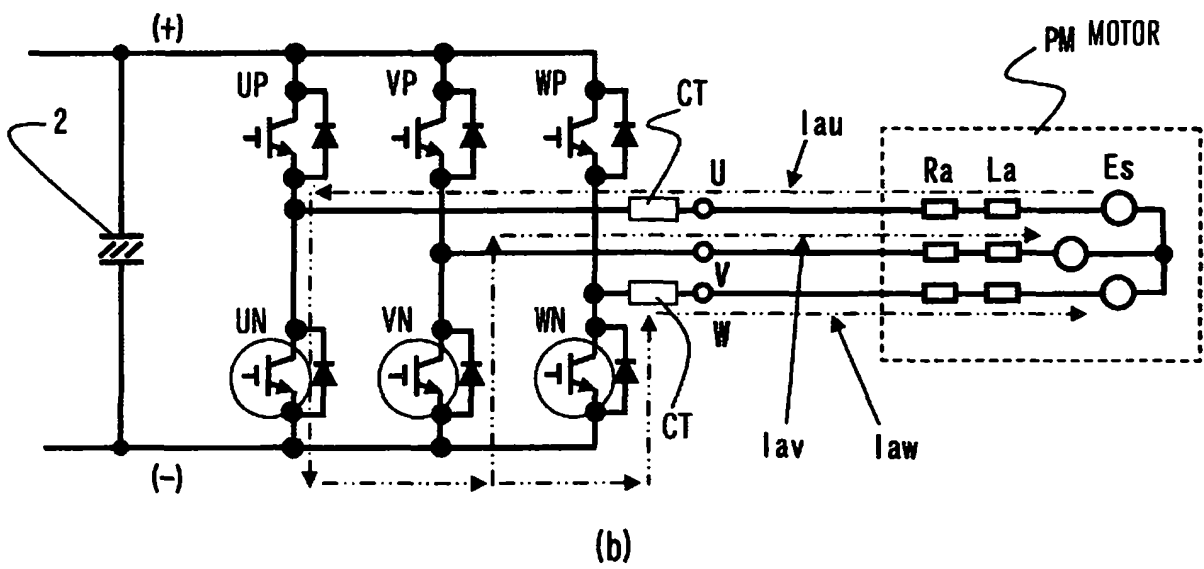 (+)
PM MOTOR
UP
VP
WP
CT
2
Iau
U
Ra
La
Es
V
UN
VN
WN
W
CT
Iav
Iaw
(-)
(b)